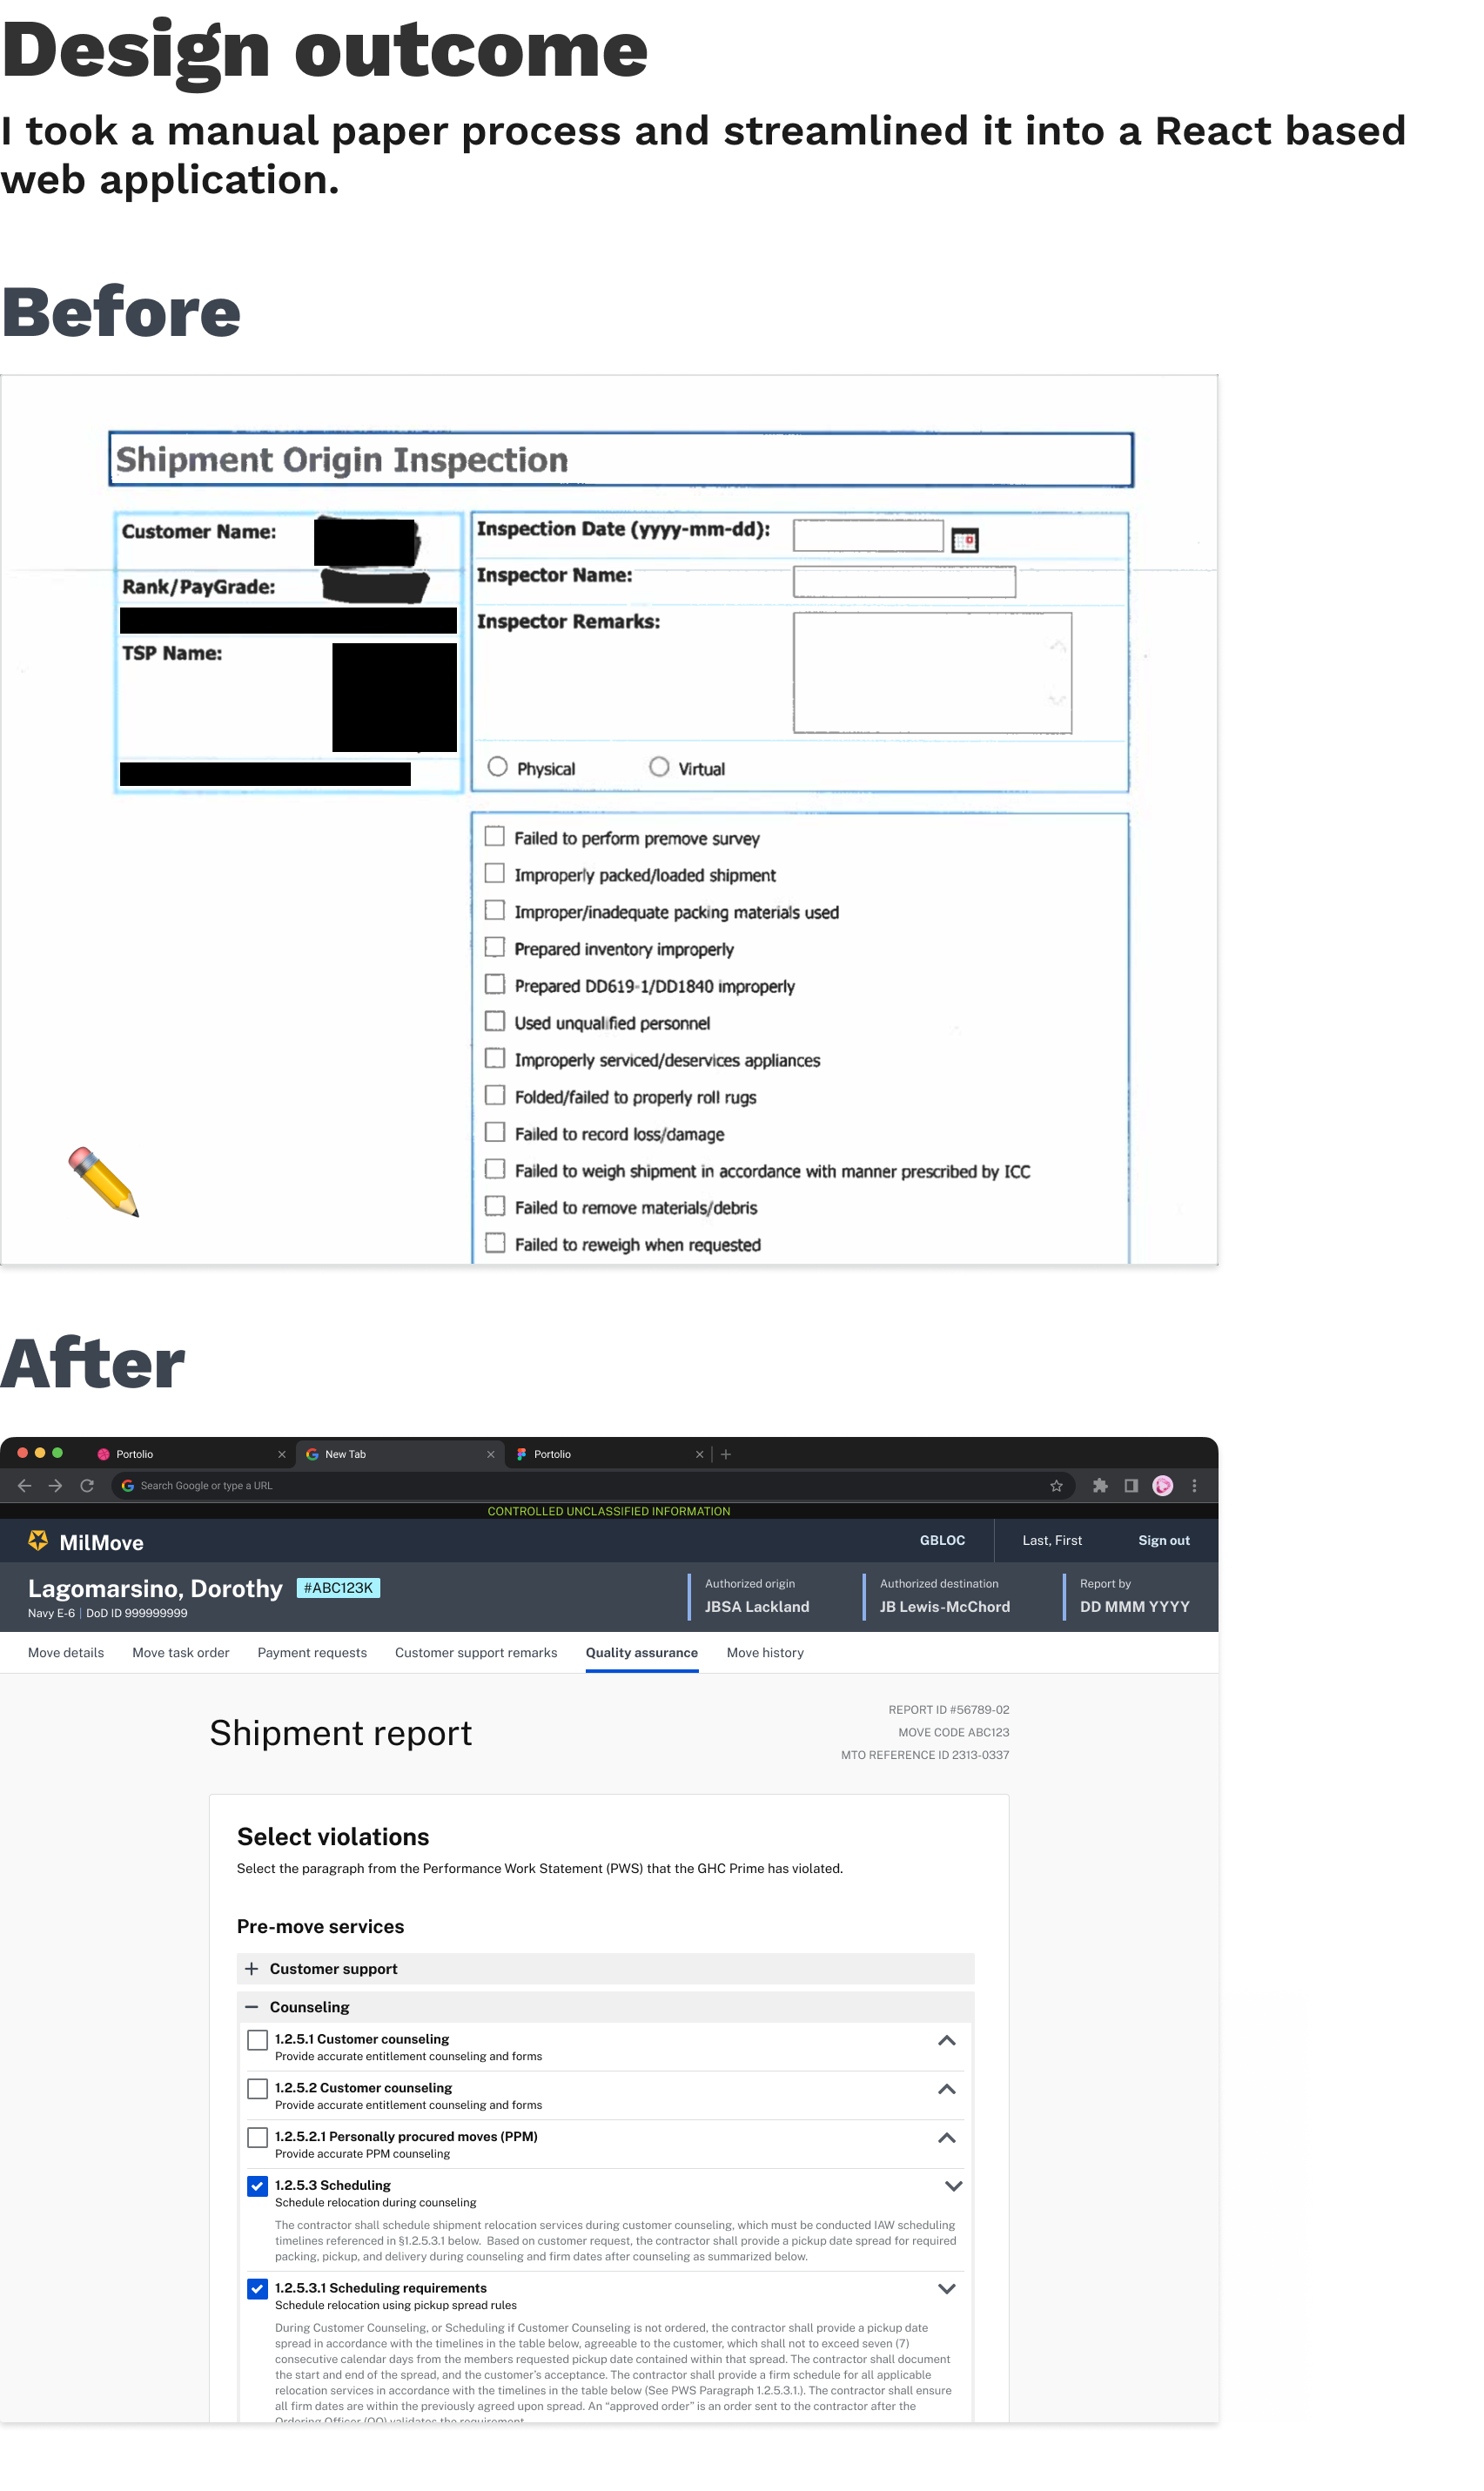 Design outcome
I took a manual paper process and streamlined it into a React based
web application.
Before
Shipment Origin Inspection
Customer Name:
Rank/PayGrade:
TSP Name:
Inspection Date (yyyy-mm-dd):
Inspector Name:
Inspector Remarks:
Physical
Virtual
Failed to perform premove survey
Improperly packed/loaded shipment
Improper/inadequate packing materials used
Prepared inventory improperly
Prepared DD619-1/DD1840 improperly
Used unqualified personnel
Improperly serviced/deservices appliances
Folded/failed to properly roll rugs
Failed to record loss/damage
Failed to weigh shipment in accordance with manner prescribed by ICC
Failed to remove materials/debris
Failed to reweigh when requested
After
Portolio
New Tab
Portolio
Search Google or type a URL
CONTROLLED UNCLASSIFIED INFORMATION
MilMove
GBLOC
Last, First
Sign out
Lagomarsino, Dorothy #ABC123K
Navy E-6 | DoD ID 999999999
Authorized origin
JBSA Lackland
Authorized destination
JB Lewis-McChord
Report by
DD MMM YYYY
Move details
Move task order
Payment requests
Customer support remarks
Quality assurance
Move history
Shipment report
REPORT ID #56789-02
MOVE CODE ABC123
MTO REFERENCE ID 2313-0337
Select violations
Select the paragraph from the Performance Work Statement (PWS) that the GHC Prime has violated.
Pre-move services
Customer support
Counseling
1.2.5.1 Customer counseling
Provide accurate entitlement counseling and forms
1.2.5.2 Customer counseling
Provide accurate entitlement counseling and forms
1.2.5.2.1 Personally procured moves (PPM)
Provide accurate PPM counseling
1.2.5.3 Scheduling
Schedule relocation during counseling
The contractor shall schedule shipment relocation services during customer counseling, which must be conducted IAW scheduling
timelines referenced in §1.2.5.3.1 below. Based on customer request, the contractor shall provide a pickup date spread for required
packing, pickup, and delivery during counseling and firm dates after counseling as summarized below.
1.2.5.3.1 Scheduling requirements
Schedule relocation using pickup spread rules
During Customer Counseling, or Scheduling if Customer Counseling is not ordered, the contractor shall provide a pickup date
spread in accordance with the timelines in the table below, agreeable to the customer, which shall not to exceed seven (7)
consecutive calendar days from the members requested pickup date contained within that spread. The contractor shall document
the start and end of the spread, and the customer's acceptance. The contractor shall provide a firm schedule for all applicable
relocation services in accordance with the timelines in the table below (See PWS Paragraph 1.2.5.3.1.). The contractor shall ensure
all firm dates are within the previously agreed upon spread. An “approved order” is an order sent to the contractor after the
Ordering Officer (OO) validates the requirement